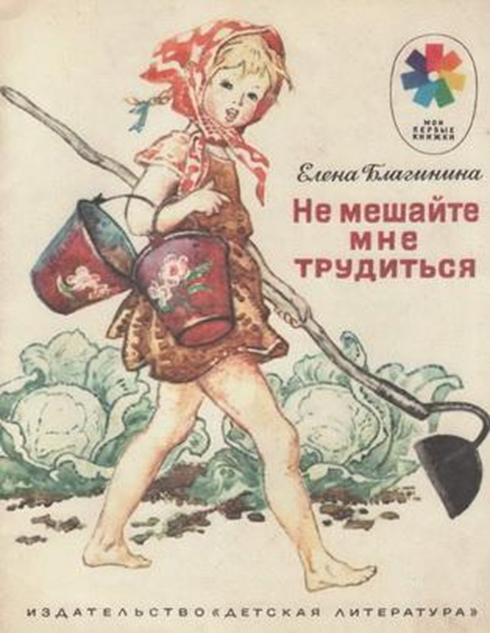 МОИ
ПЕРВЫЕ
КНИЖКИ
Елена Благинина
Не мешайте
мне
трудиться
ИЗДАТЕЛЬСТВО «ДЕТСКАЯ ЛИТЕРАТУРА»